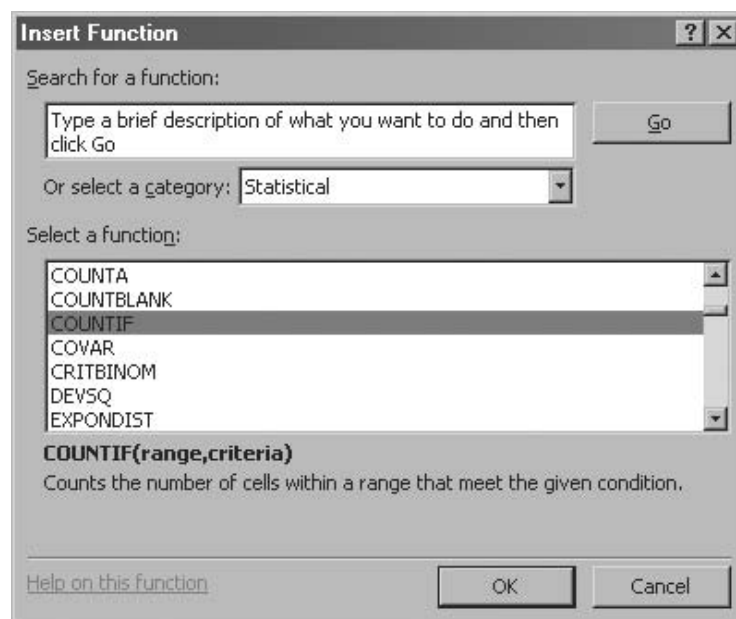 Insert Function
Search for a function:
Type a brief description of what you want to do and then
click Go
Go
Or select a category: Statistical
Select a function:
COUNTA
COUNTBLANK
COUNTIF
COVAR
CRITBINOM
DEVSQ
EXPONDIST
COUNTIF(range,criteria)
Counts the number of cells within a range that meet the given condition.
Help on this function
OK
Cancel